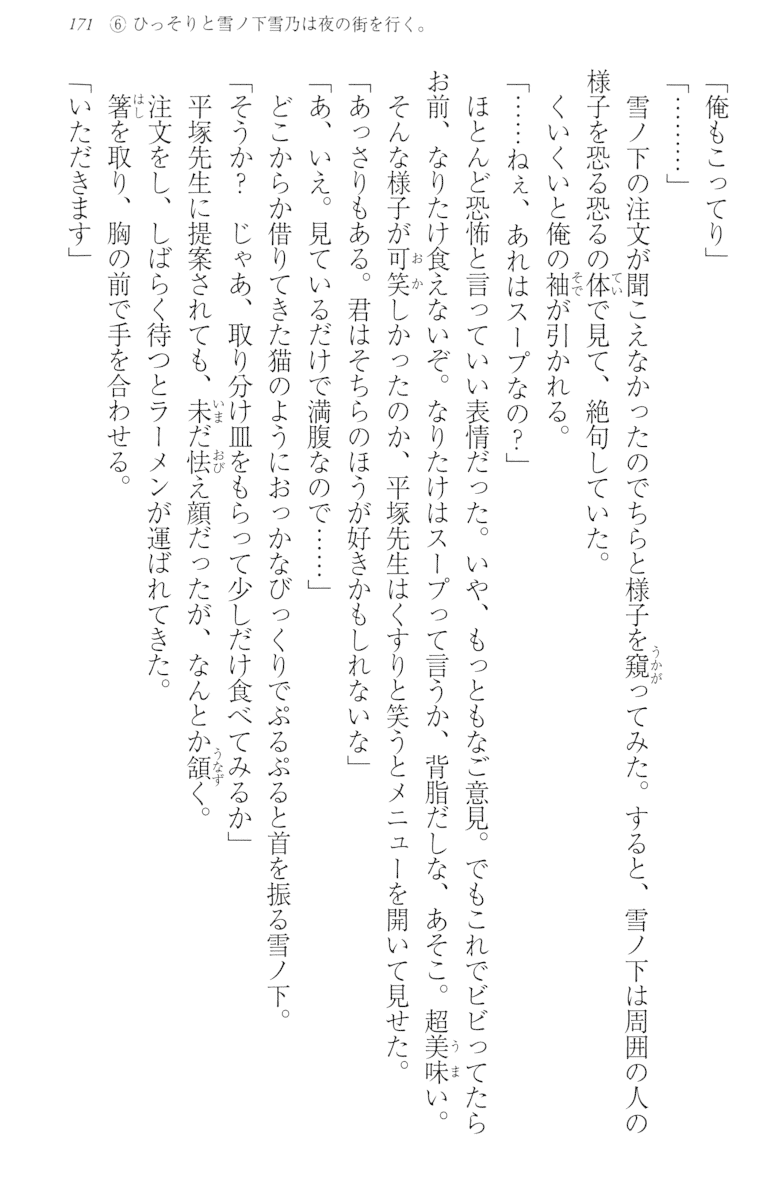 171 ⑥ ひっそりと雪ノ下雪乃は夜の街を行く。
「俺もこってり」
「………」
雪ノ下の注文が聞こえなかったのでちらと様子を窺ってみた。すると、雪ノ下は周囲の人の
様子を恐る恐るの体で見て、絶句していた。
くいくいと俺の袖が引かれる。
「……ねぇ、あれはスープなの?」
ほとんど恐怖と言っていい表情だった。いや、もっともなご意見。でもこれでビビってたら
お前、なりたけ食えないぞ。なりたけはスープって言うか、背脂だしな、あそこ。超美味い。
そんな様子が可笑しかったのか、平塚先生はくすりと笑うとメニューを開いて見せた。
「あっさりもある。君はそちらのほうが好きかもしれないな」
「あ、いえ。見ているだけで満腹なので……」
どこからか借りてきた猫のようにおっかなびっくりでぷるぷると首を振る雪ノ下。
「そうか? じゃあ、取り分け皿をもらって少しだけ食べてみるか」
平塚先生に提案されても、未だ怯え顔だったが、なんとか頷く。
注文をし、しばらく待つとラーメンが運ばれてきた。
箸を取り、胸の前で手を合わせる。
「いただきます」